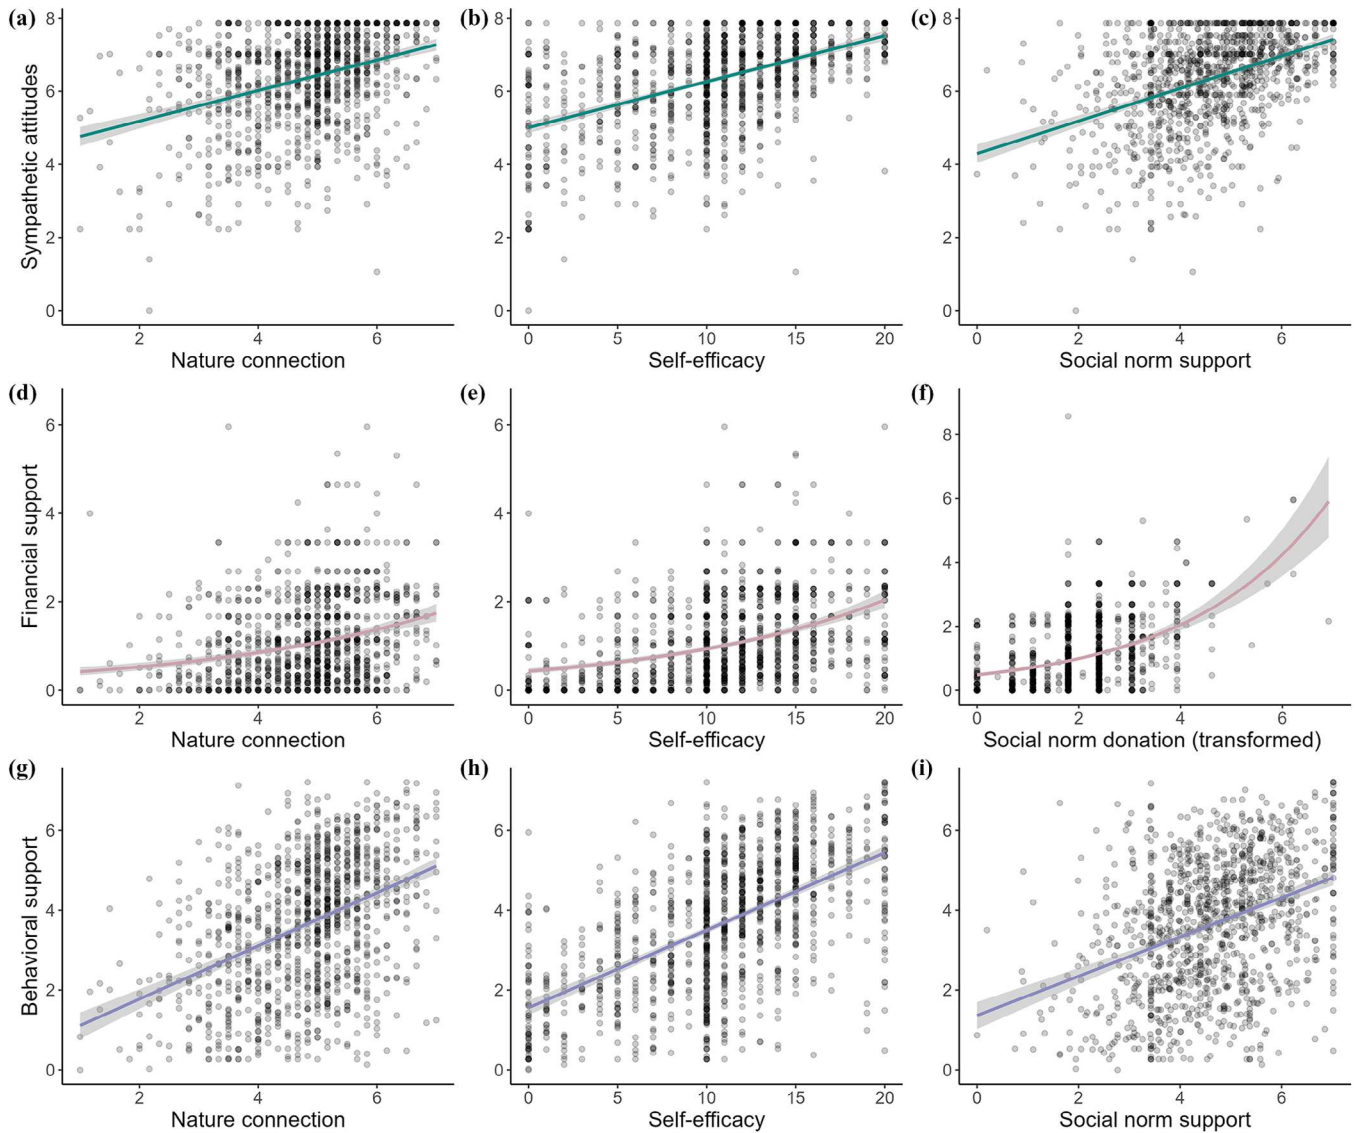 (a) (b) (c)
8 8 8
6 6 6
4 4 4
2 2 2
0 0 0
Sympathetic attitudes
2 4 6 0 5 10 15 20 0 2 4 6
Nature connection Self-efficacy Social norm support
(d) (e) (f)
6 6 8
4 4 6
2 2 4
0 0 2
0
Financial support
2 4 6 0 5 10 15 20 0 2 4 6
Nature connection Self-efficacy Social norm donation (transformed)
(g) (h) (i)
6 6 6
4 4 4
2 2 2
0 0 0
Behavioral support
2 4 6 0 5 10 15 20 0 2 4 6
Nature connection Self-efficacy Social norm support